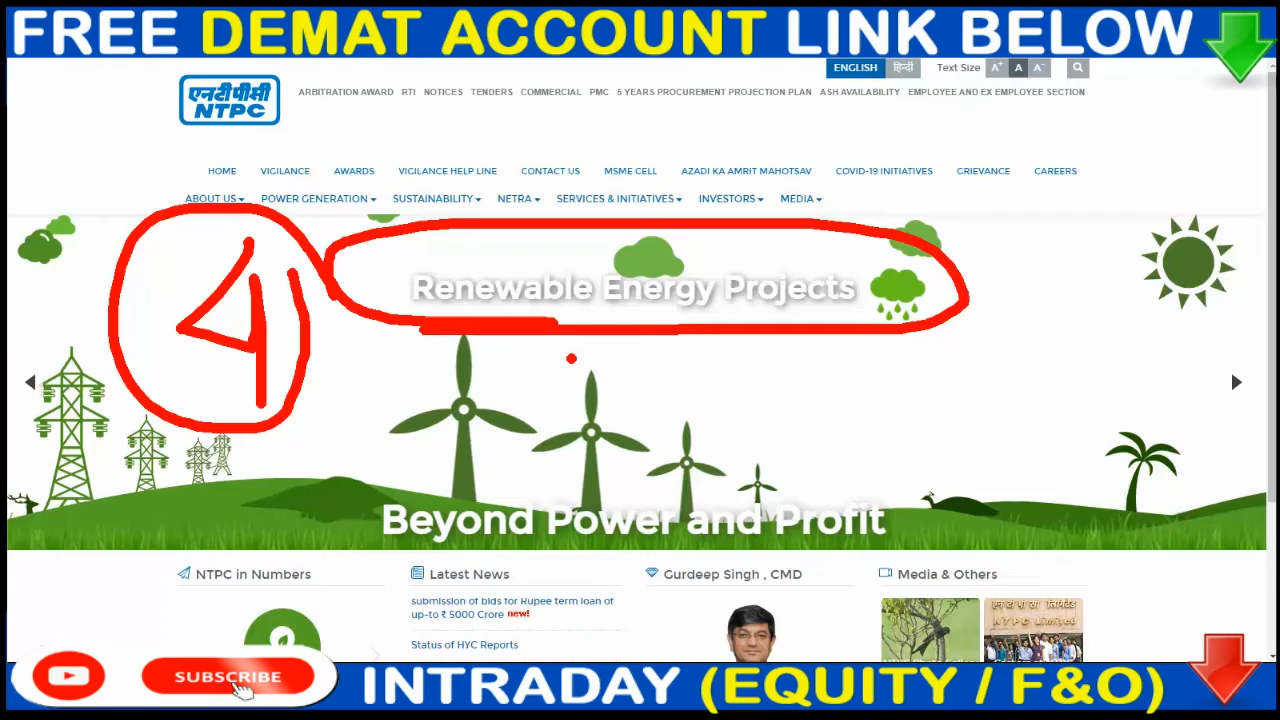 FREE DEMAT ACCOUNT LINK BELOW
ENGLISH हिन्दी Text Size A+ A A-
एनटीपीसी
NTPC
ARBITRATION AWARD RTI NOTICES TENDERS COMMERCIAL PMC 5 YEARS PROCUREMENT PROJECTION PLAN ASH AVAILABILITY EMPLOYEE AND EX EMPLOYEE SECTION
HOME VIGILANCE AWARDS VIGILANCE HELP LINE CONTACT US MSME CELL AZADI KA AMRIT MAHOTSAV COVID-19 INITIATIVES GRIEVANCE CAREERS
ABOUT US POWER GENERATION SUSTAINABILITY NETRA SERVICES & INITIATIVES INVESTORS MEDIA
4
Renewable Energy Projects
Beyond Power and Profit
NTPC in Numbers Latest News Gurdeep Singh , CMD Media & Others
submission of bids for Rupee term loan of
up-to ₹ 5000 Crore new!
Status of HYC Reports
एन टी पी सी लिमिटेड
NTPC Limited
SUBSCRIBE
INTRADAY (EQUITY / F&O)